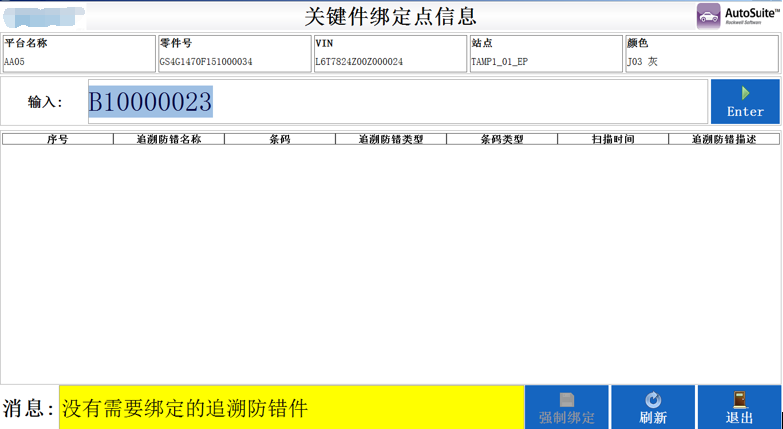 关键件绑定点信息
AutoSuite™
Rockwell Software
平台名称 零件号 VIN 站点 颜色
AA05 GS4G1470F151000034 L6T7824Z00Z000024 TAMP1_01_EP J03 灰
输入: B10000023 Enter
序号 追溯防错名称 条码 追溯防错类型 条码类型 扫描时间 追溯防错描述
消息: 没有需要绑定的追溯防错件 强制绑定 刷新 退出